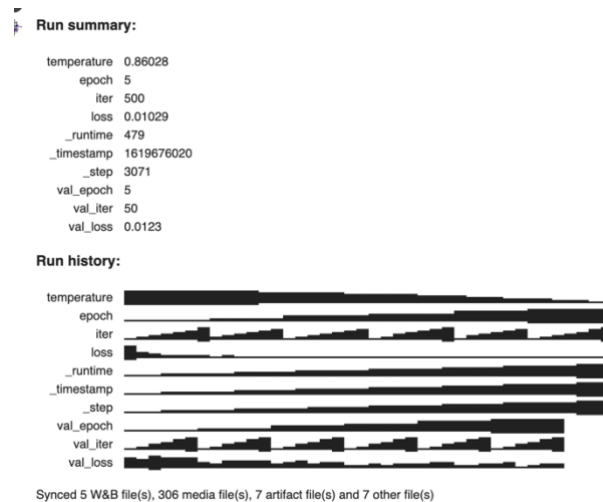 Run summary:
temperature 0.86028
epoch 5
iter 500
loss 0.01029
_runtime 479
_timestamp 1619676020
_step 3071
val_epoch 5
val_iter 50
val_loss 0.0123
Run history:
temperature
epoch
iter
loss
_runtime
_timestamp
_step
val_epoch
val_iter
val_loss
Synced 5 W&B file(s), 306 media file(s), 7 artifact file(s) and 7 other file(s)